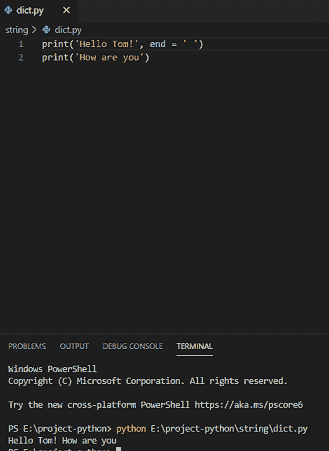 dict.py
string > dict.py
1 print('Hello Tom!', end = ' ')
2 print('How are you')
PROBLEMS OUTPUT DEBUG CONSOLE TERMINAL
Windows PowerShell
Copyright (C) Microsoft Corporation. All rights reserved.
Try the new cross-platform PowerShell https://aka.ms/pscore6
PS E:\project-python> python E:\project-python\string\dict.py
Hello Tom! How are you
PS E:\project-python>